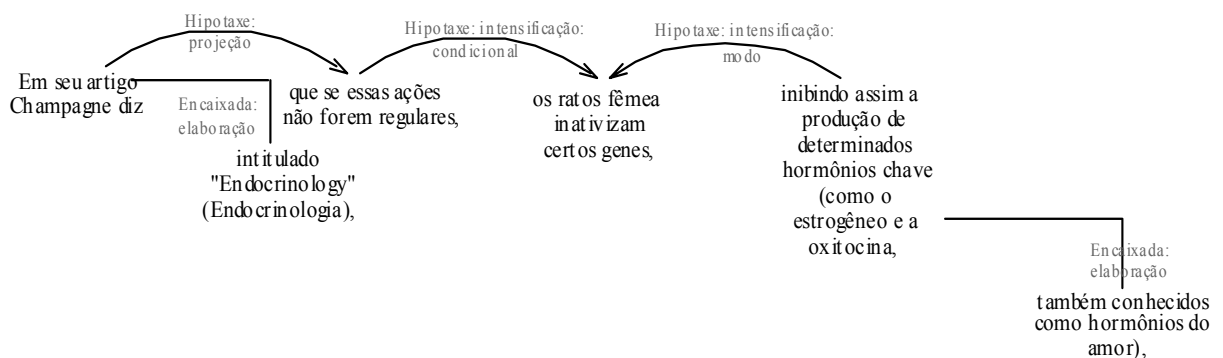 Hipotaxe:
projeção
Hipotaxe: intensificação:
condicional
Hipotaxe: intensificação:
modo
Em seu artigo
Champagne diz
Encaixada:
elaboração
intitulado
"Endocrinology"
(Endocrinologia),
que se essas ações
não forem regulares,
os ratos fêmea
inativizam
certos genes,
inibindo assim a
produção de
determinados
hormônios chave
(como o
estrogêneo e a
oxitocina,
Encaixada:
elaboração
também conhecidos
como hormônios do
amor),